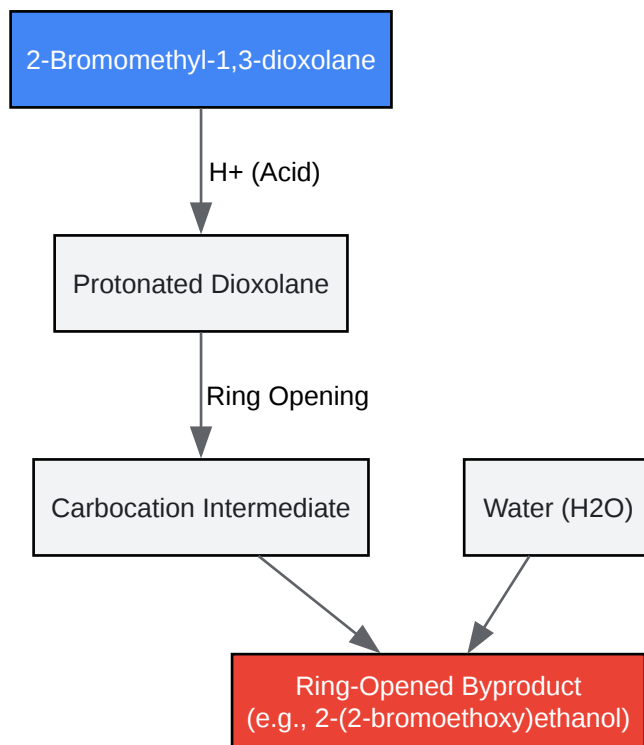 2-Bromomethyl-1,3-dioxolane
H+ (Acid)
Protonated Dioxolane
Ring Opening
Carbocation Intermediate
Water (H2O)
Ring-Opened Byproduct
(e.g., 2-(2-bromoethoxy)ethanol)